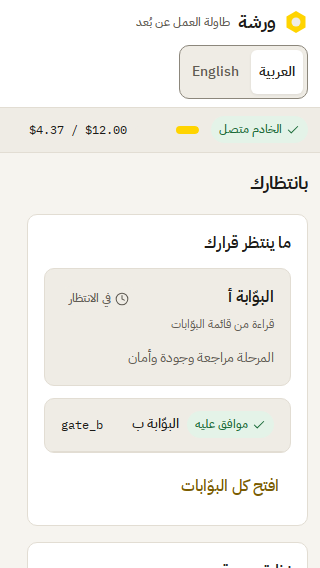 ورشة طاولة العمل عن بُعد
العربية English
الخادم متصل $4.37 / $12.00
بانتظارك
ما ينتظر قرارك
البوّابة أ في الانتظار
قراءة من قائمة البوّابات
المرحلة مراجعة وجودة وأمان
موافق عليه البوّابة ب gate_b
افتح كل البوّابات